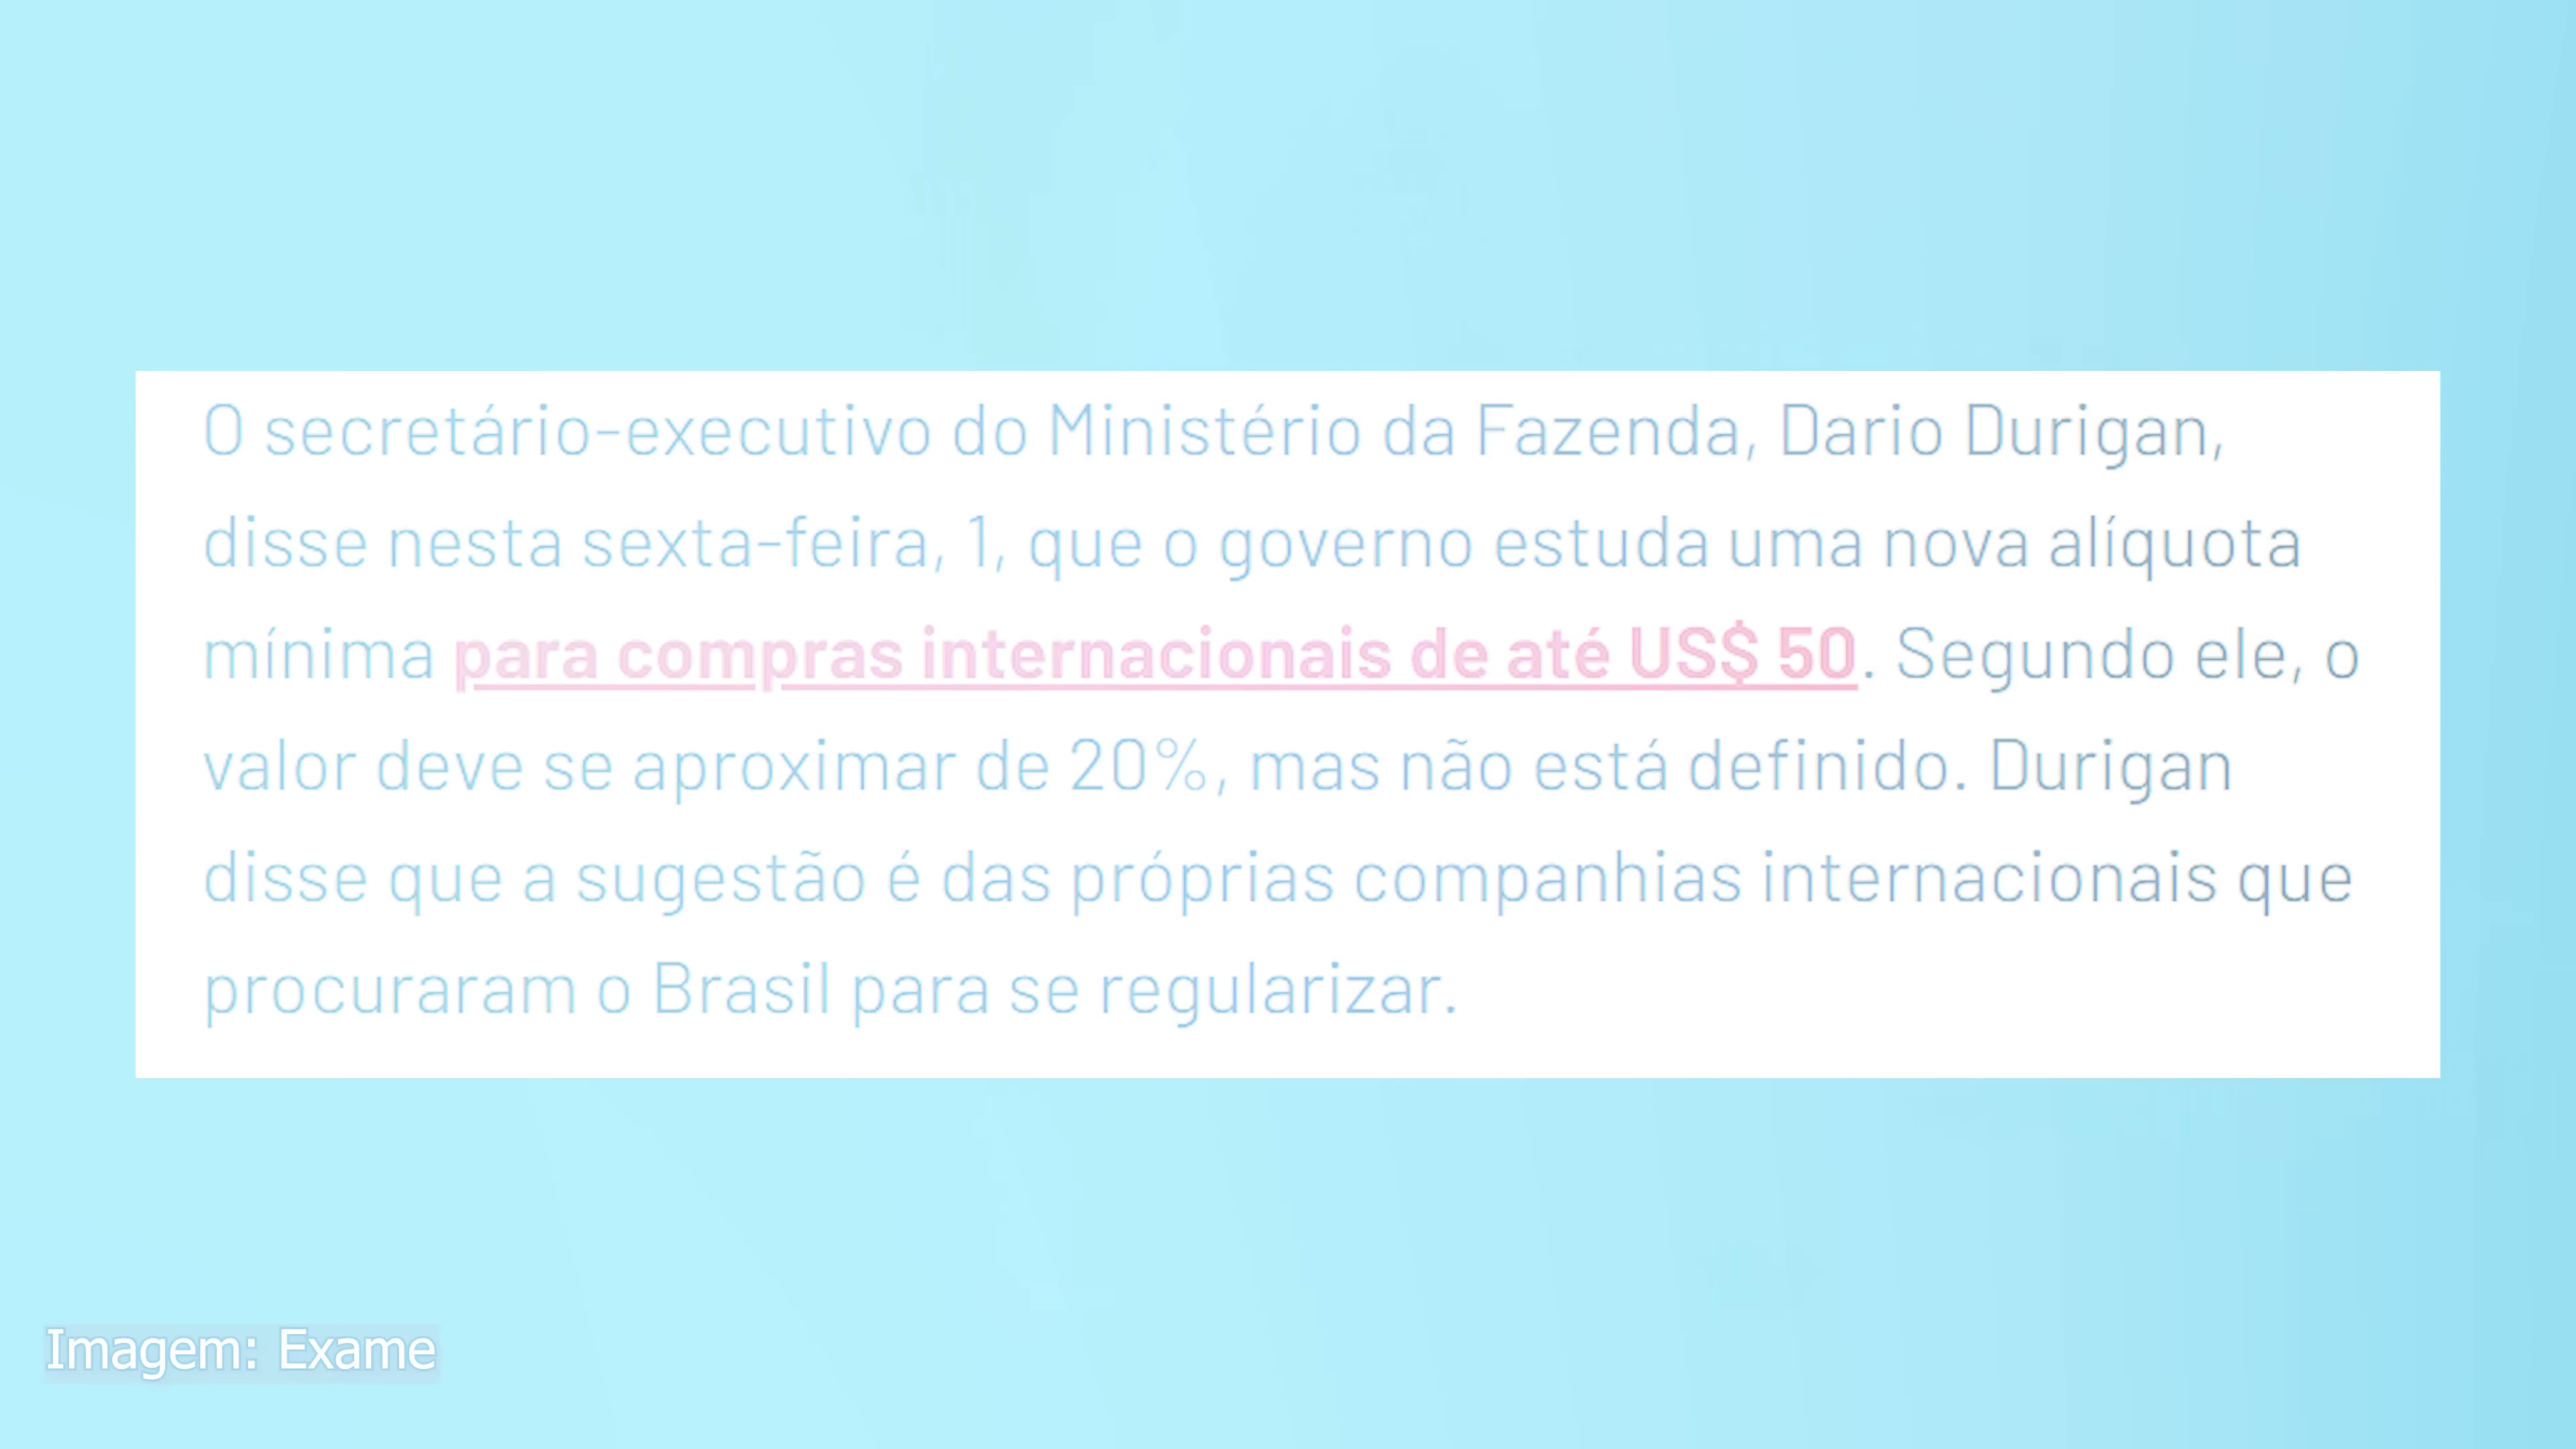 O secretário-executivo do Ministério da Fazenda, Dario Durigan,
disse nesta sexta-feira, 1, que o governo estuda uma nova alíquota
mínima para compras internacionais de até US$ 50. Segundo ele, o
valor deve se aproximar de 20%, mas não está definido. Durigan
disse que a sugestão é das próprias companhias internacionais que
procuraram o Brasil para se regularizar.
Imagem: Exame